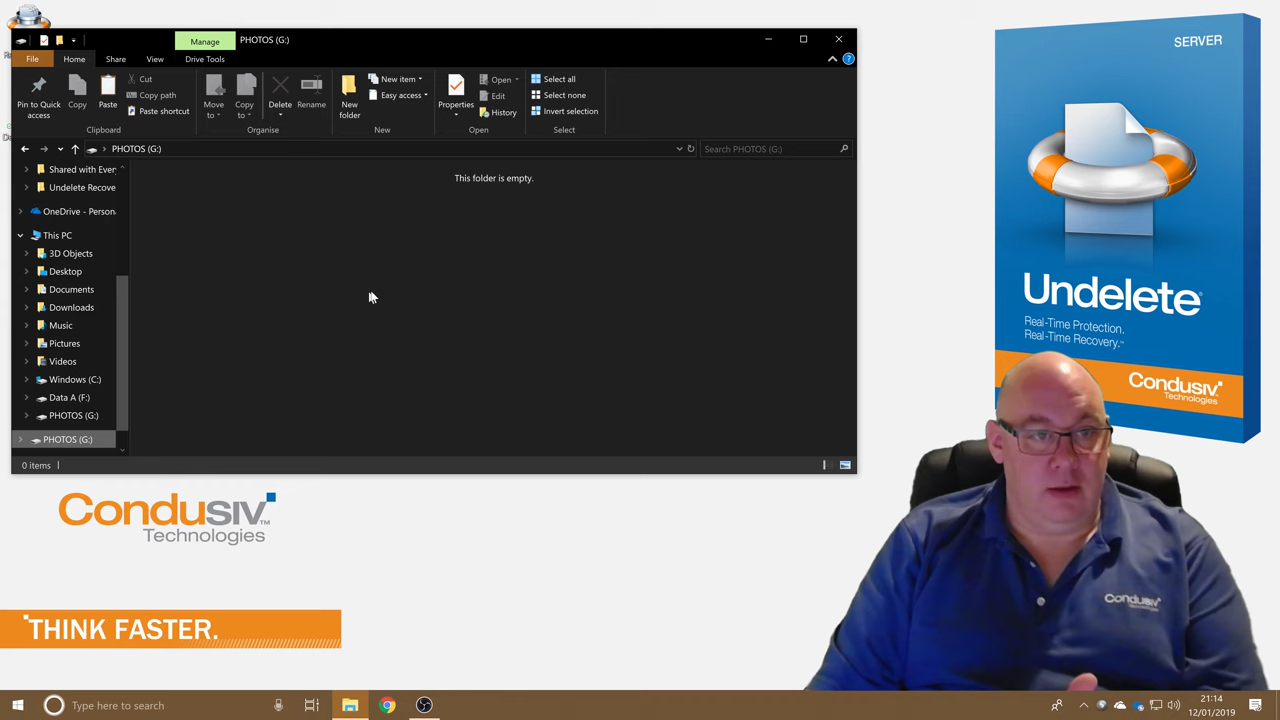 Manage
PHOTOS (G:)
File
Home
Share
View
Drive Tools
Pin to Quick access
Copy
Paste
Cut
Copy path
Paste shortcut
Clipboard
Move to
Copy to
Delete
Rename
Organise
New folder
New item
Easy access
New
Properties
Open
Edit
History
Open
Select all
Select none
Invert selection
Select
PHOTOS (G:)
Search PHOTOS (G:)
Shared with Ever
Undelete Recove
OneDrive - Persona
This PC
3D Objects
Desktop
Documents
Downloads
Music
Pictures
Videos
Windows (C:)
Data A (F:)
PHOTOS (G:)
PHOTOS (G:)
This folder is empty.
0 items
SERVER
Undelete®
Real-Time Protection.
Real-Time Recovery.™
Condusiv
Technologies
Condusiv
Technologies
Condusiv™
Technologies
THINK FASTER.
Type here to search
21:14
12/01/2019